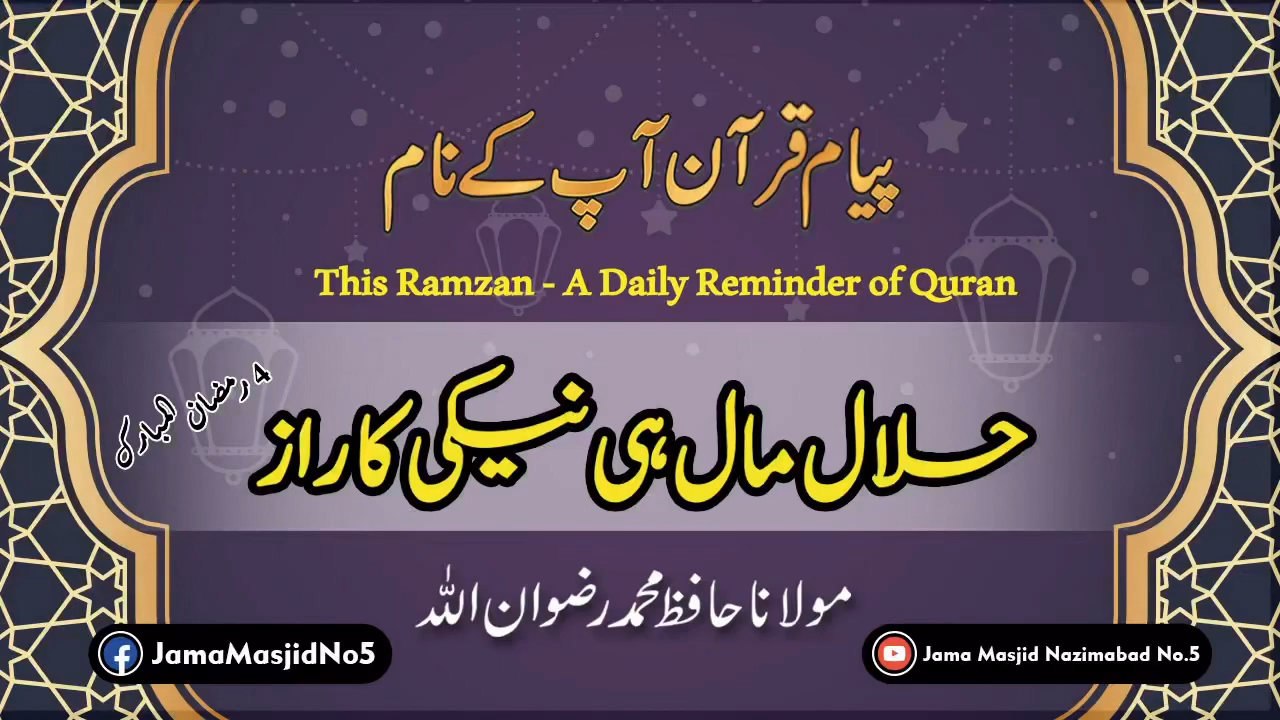 پیام قرآن آپ کے نام
This Ramzan - A Daily Reminder of Quran
۴ رمضان المبارک
حلال مال ہی نیکی کا راز
مولانا حافظ محمد رضوان اللہ
JamaMasjidNo5
Jama Masjid Nazimabad No.5